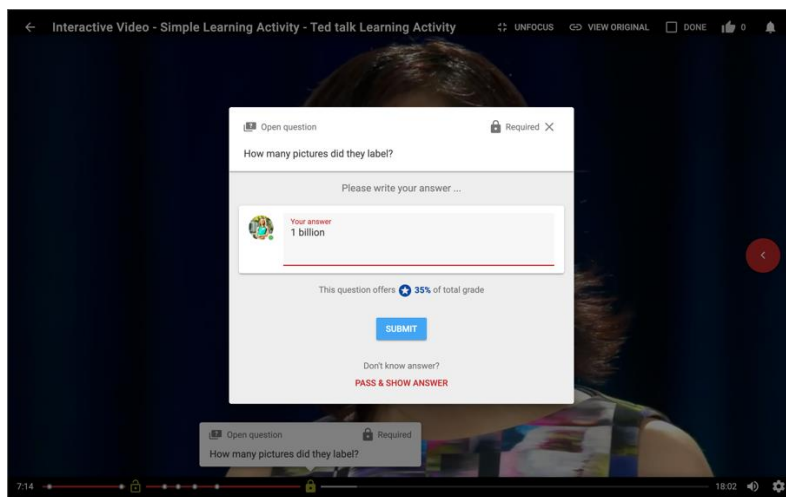 Interactive Video - Simple Learning Activity - Ted talk Learning Activity
UNFOCUS
VIEW ORIGINAL
DONE
0
Open question
Required
How many pictures did they label?
Please write your answer ...
Your answer
1 billion
This question offers 35% of total grade
SUBMIT
Don't know answer?
PASS & SHOW ANSWER
Open question
Required
How many pictures did they label?
7:14
18:02